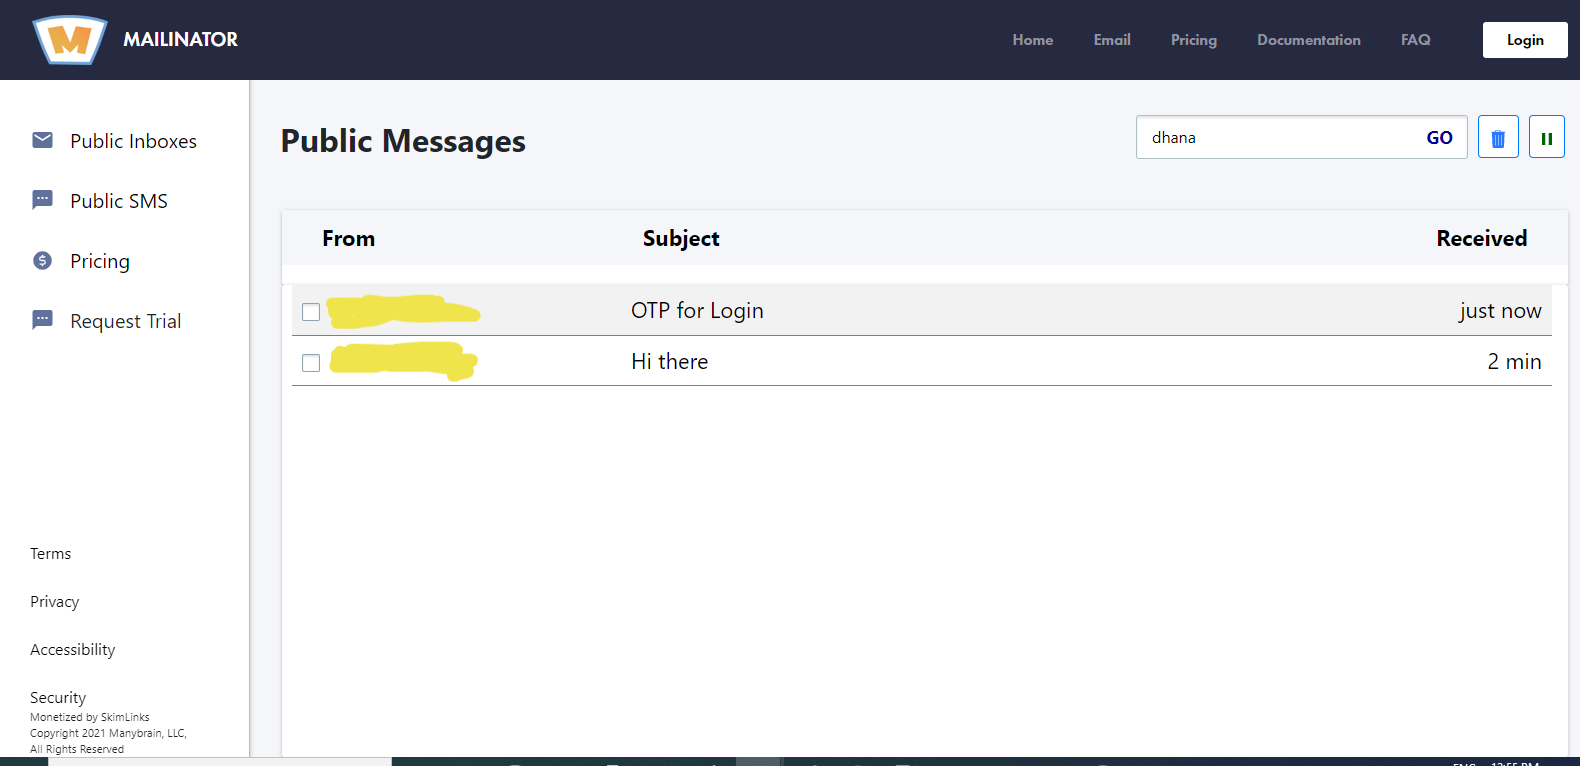 MAILINATOR
Home Email Pricing Documentation FAQ Login
Public Inboxes
Public SMS
Pricing
Request Trial
Terms
Privacy
Accessibility
Security
Monetized by SkimLinks
Copyright 2021 Manybrain, LLC,
All Rights Reserved
Public Messages
dhana GO
From Subject Received
OTP for Login just now
Hi there 2 min